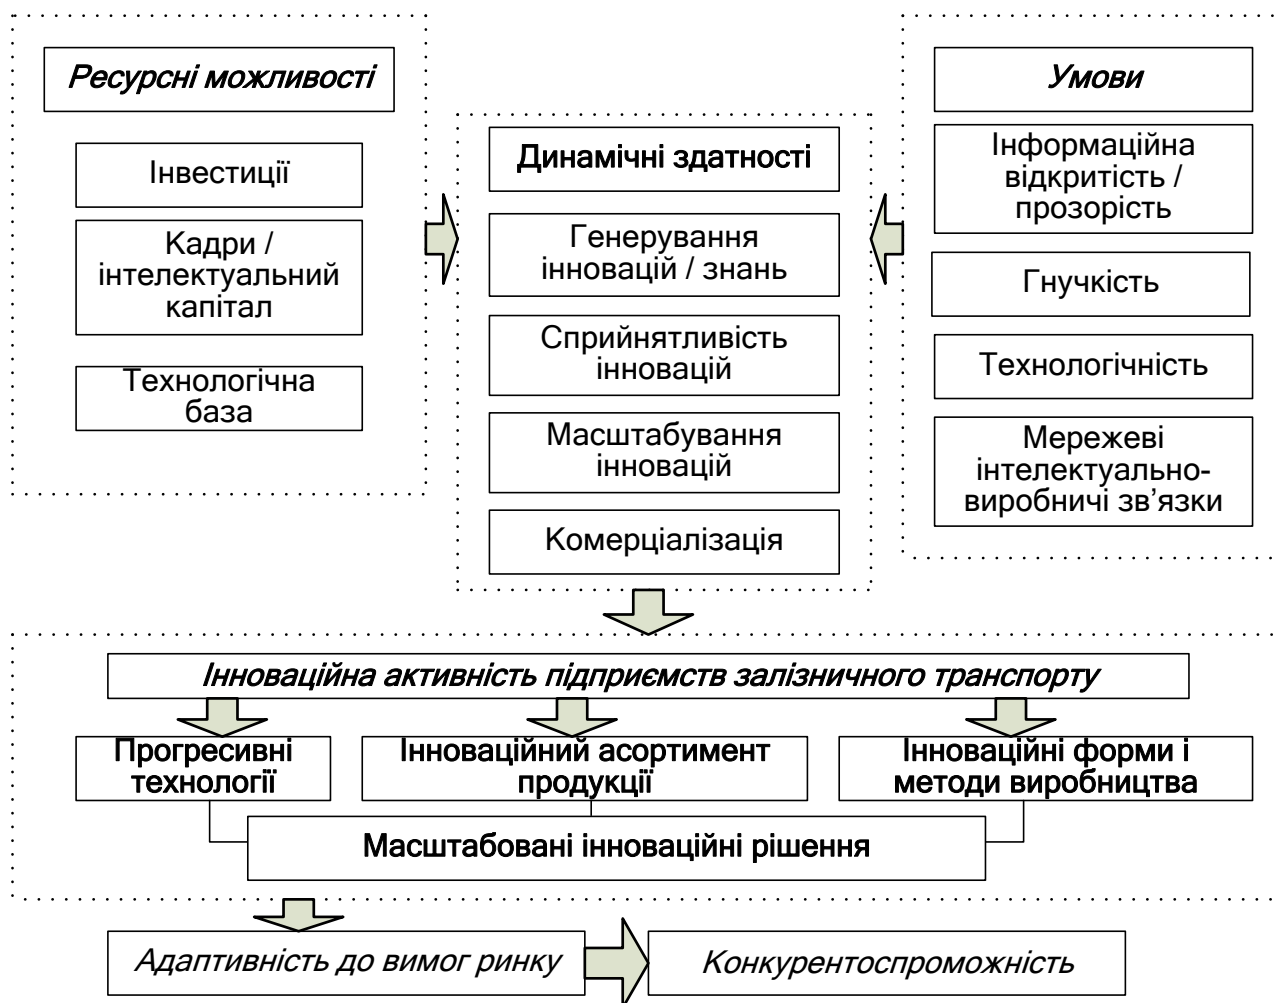 Ресурсні можливості
Інвестиції
Кадри /
інтелектуальний
капітал
Технологічна
база
Динамічні здатності
Генерування
інновацій / знань
Сприйнятливість
інновацій
Масштабування
інновацій
Комерціалізація
Умови
Інформаційна
відкритість /
прозорість
Гнучкість
Технологічність
Мережеві
інтелектуально-
виробничі зв’язки
Інноваційна активність підприємств залізничного транспорту
Прогресивні
технології
Інноваційний асортимент
продукції
Інноваційні форми і
методи виробництва
Масштабовані інноваційні рішення
Адаптивність до вимог ринку
Конкурентоспроможність